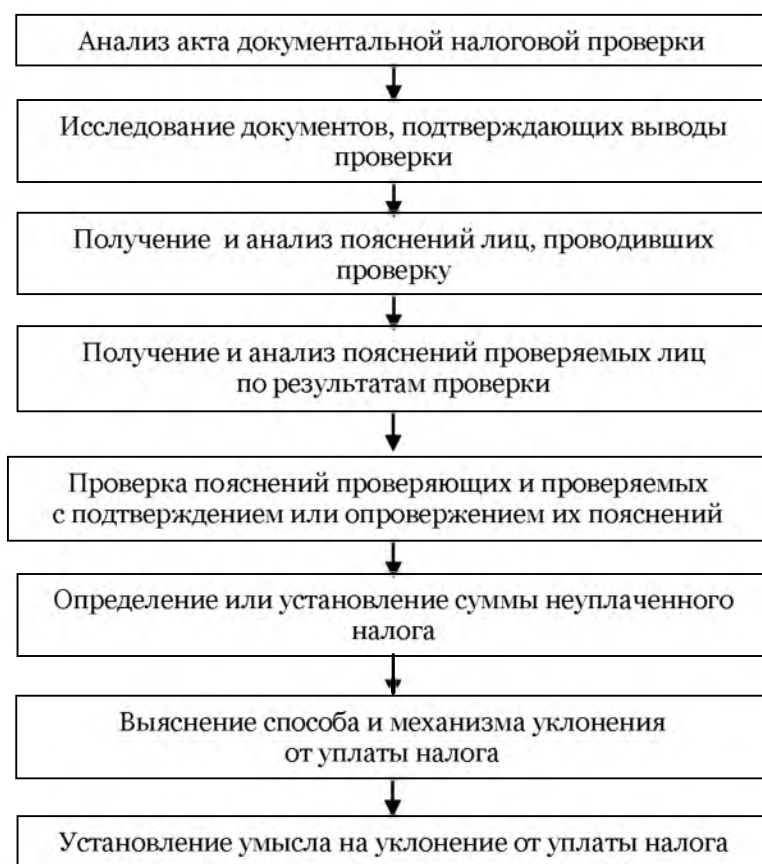 Анализ акта документальной налоговой проверки
Исследование документов, подтверждающих выводы
проверки
Получение и анализ пояснений лиц, проводивших
проверку
Получение и анализ пояснений проверяемых лиц
по результатам проверки
Проверка пояснений проверяющих и проверяемых
с подтверждением или опровержением их пояснений
Определение или установление суммы неуплаченного
налога
Выяснение способа и механизма уклонения
от уплаты налога
Установление умысла на уклонение от уплаты налога